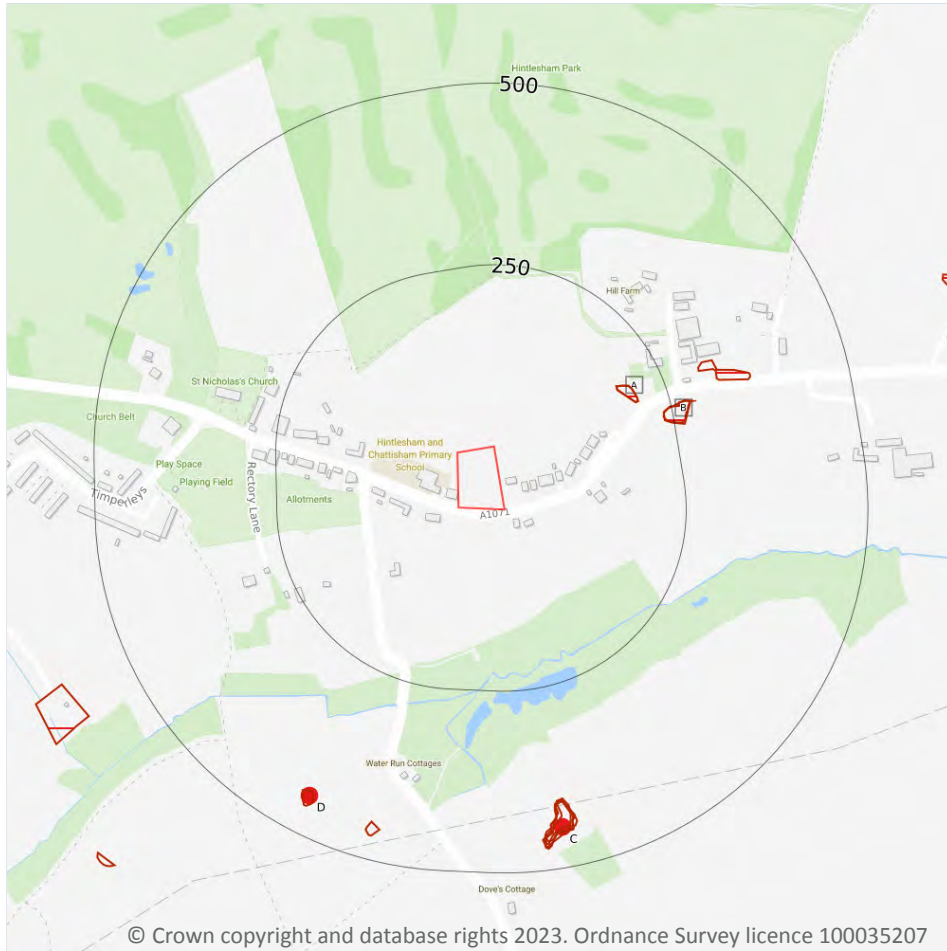 Hintlesham Park
500
250
Hill Farm
A
St Nicholas's Church
B
Church Belt
Hintlesham and
Chattisham Primary
School
Play Space
Playing Field
Timperleys
Rectory Lane
Allotments
A1071
Water Run Cottages
D
C
Dove's Cottage
© Crown copyright and database rights 2023. Ordnance Survey licence 100035207